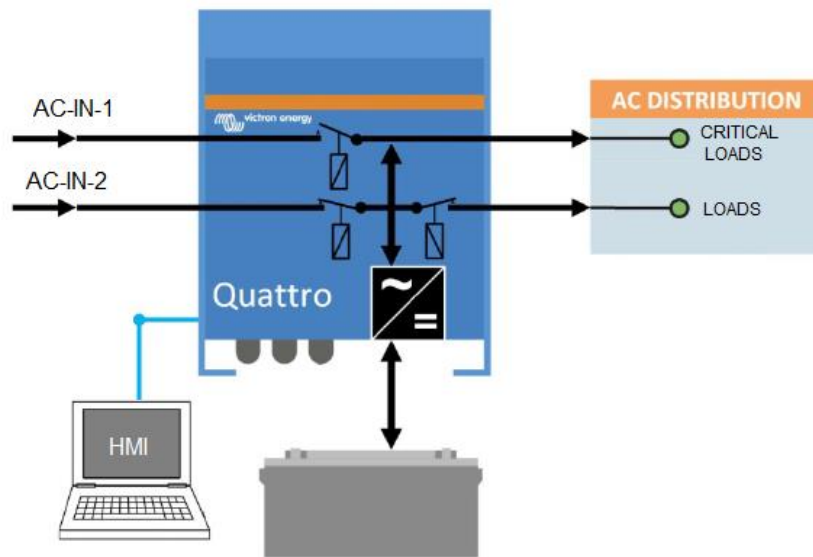 AC-IN-1
victron energy
AC DISTRIBUTION
CRITICAL
LOADS
AC-IN-2
LOADS
Quattro
HMI